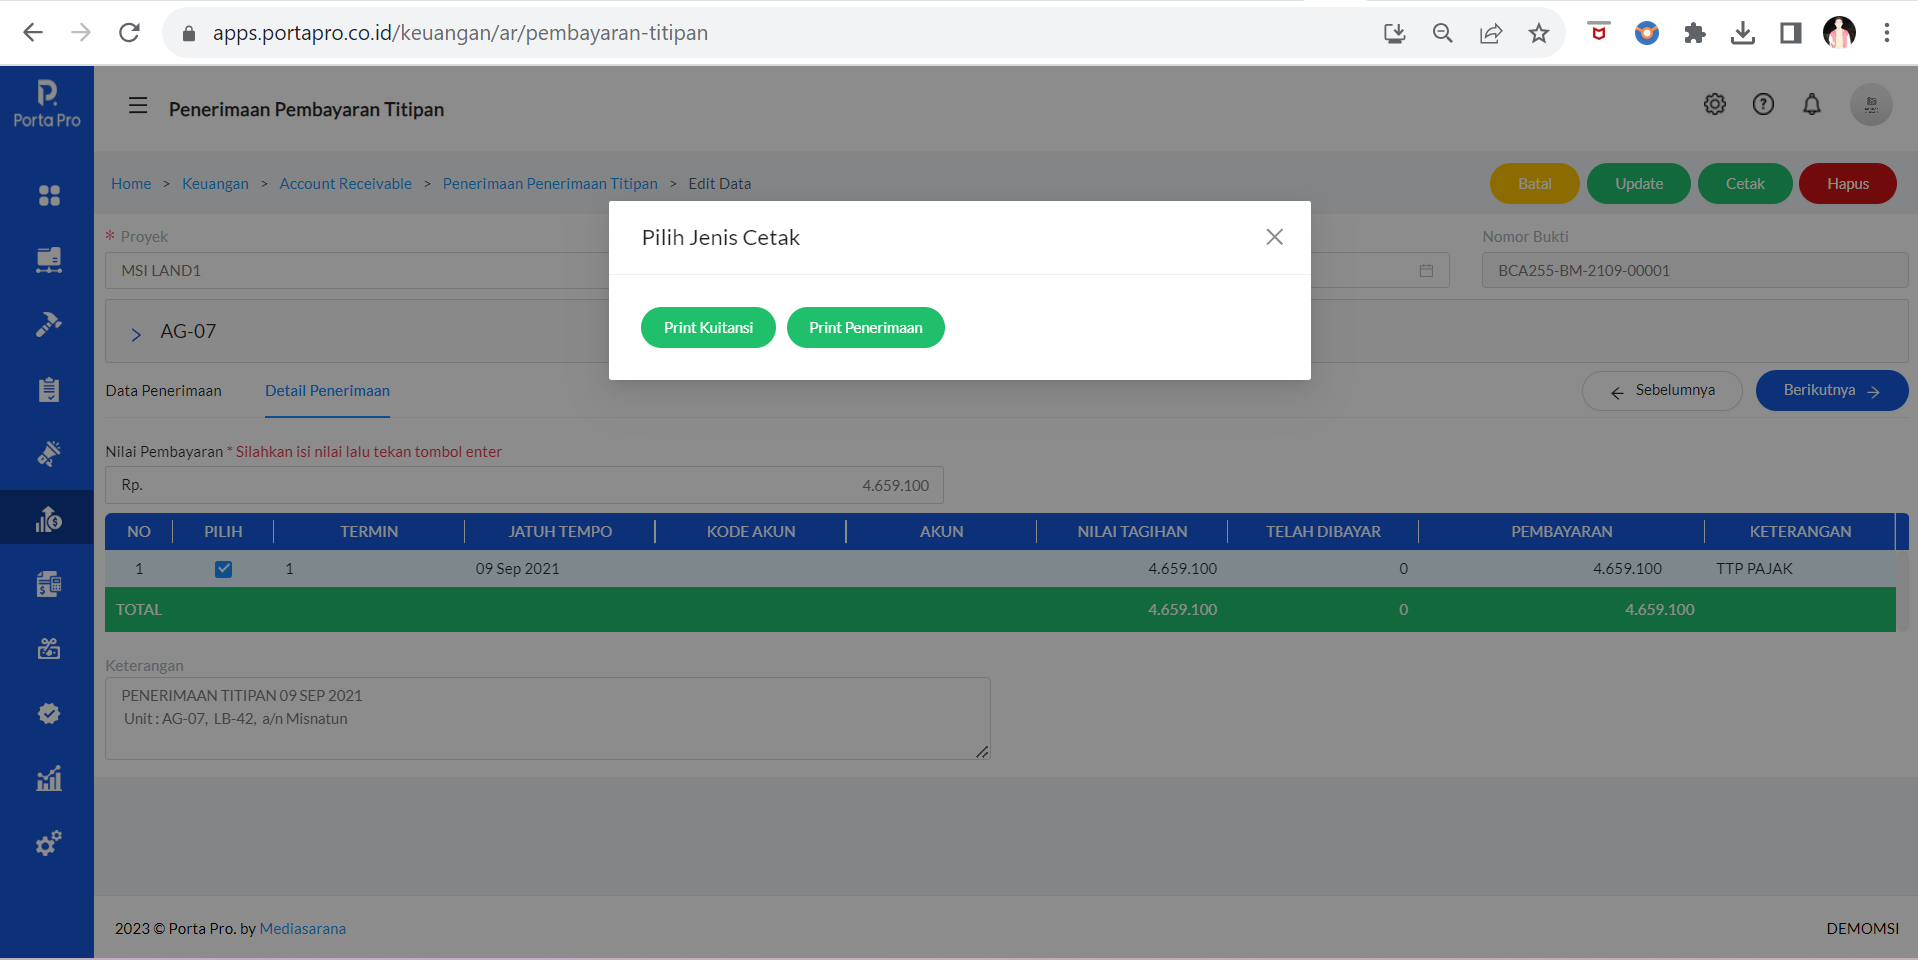 apps.portapro.co.id/keuangan/ar/pembayaran-titipan
Porta Pro
Penerimaan Pembayaran Titipan
Home > Keuangan > Account Receivable > Penerimaan Penerimaan Titipan > Edit Data
Batal
Update
Cetak
Hapus
Pilih Jenis Cetak
* Proyek
Nomor Bukti
MSI LAND1
BCA255-BM-2109-00001
Print Kuitansi
Print Penerimaan
AG-07
Data Penerimaan
Detail Penerimaan
Sebelumnya
Berikutnya
Nilai Pembayaran * Silahkan isi nilai lalu tekan tombol enter
Rp. 4.659.100
NO PILIH TERMIN JATUH TEMPO KODE AKUN AKUN NILAI TAGIHAN TELAH DIBAYAR PEMBAYARAN KETERANGAN
1 1 09 Sep 2021 4.659.100 0 4.659.100 TTP PAJAK
TOTAL 4.659.100 0 4.659.100
Keterangan
PENERIMAAN TITIPAN 09 SEP 2021
Unit : AG-07, LB-42, a/n Misnatun
2023 © Porta Pro. by Mediasarana
DEMOMSI